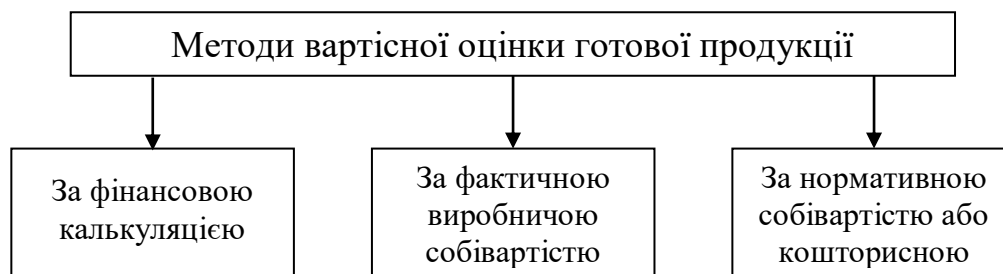 Методи вартісної оцінки готової продукції
За фінансовою
калькуляцією
За фактичною
виробничою
собівартістю
За нормативною
собівартістю або
кошторисною